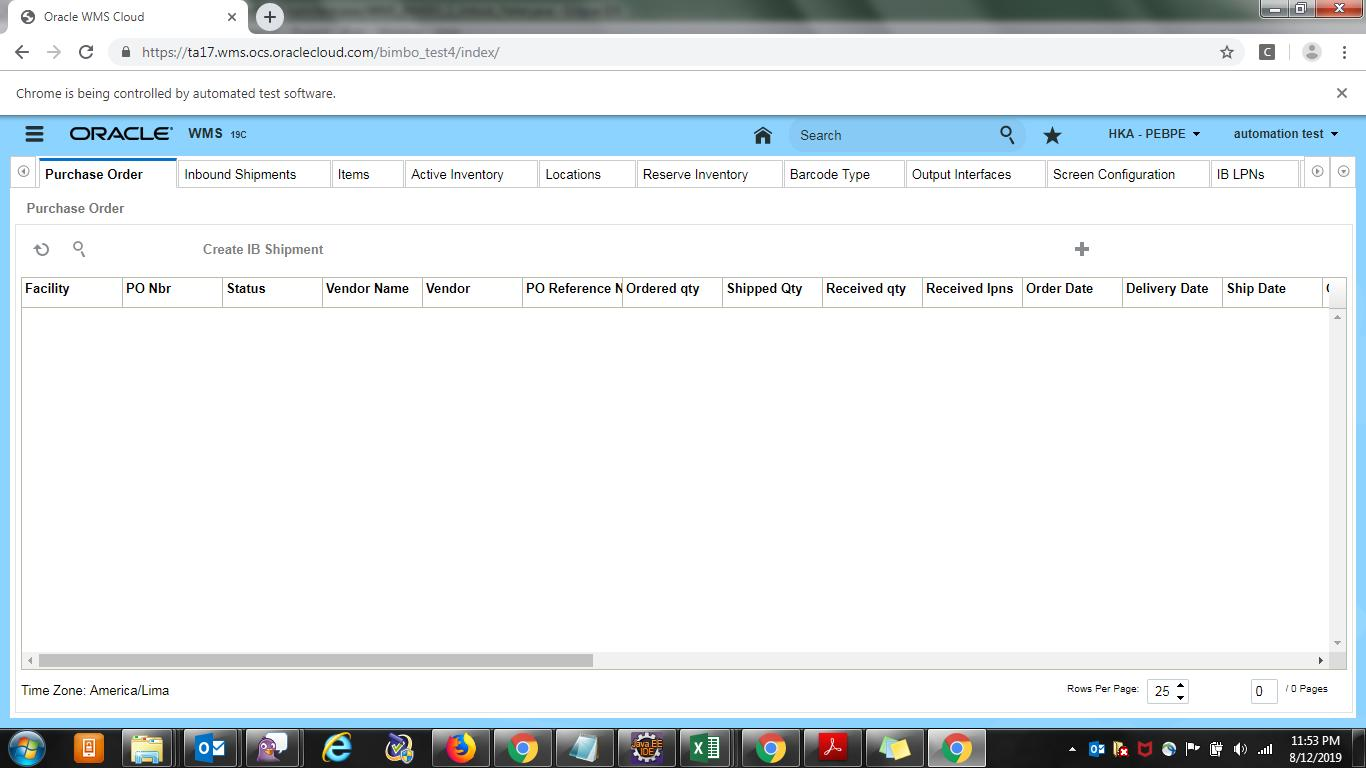 Oracle WMS Cloud
https://ta17.wms.ocs.oraclecloud.com/bimbo_test4/index/
C
Chrome is being controlled by automated test software.
ORACLE WMS 19C Search HKA - PEBPE automation test
Purchase Order Inbound Shipments Items Active Inventory Locations Reserve Inventory Barcode Type Output Interfaces Screen Configuration IB LPNs
Purchase Order
Create IB Shipment
Facility PO Nbr Status Vendor Name Vendor PO Reference N Ordered qty Shipped Qty Received qty Received lpns Order Date Delivery Date Ship Date
Time Zone: America/Lima Rows Per Page: 25 0 / 0 Pages
Java EE
IDE
11:53 PM
8/12/2019